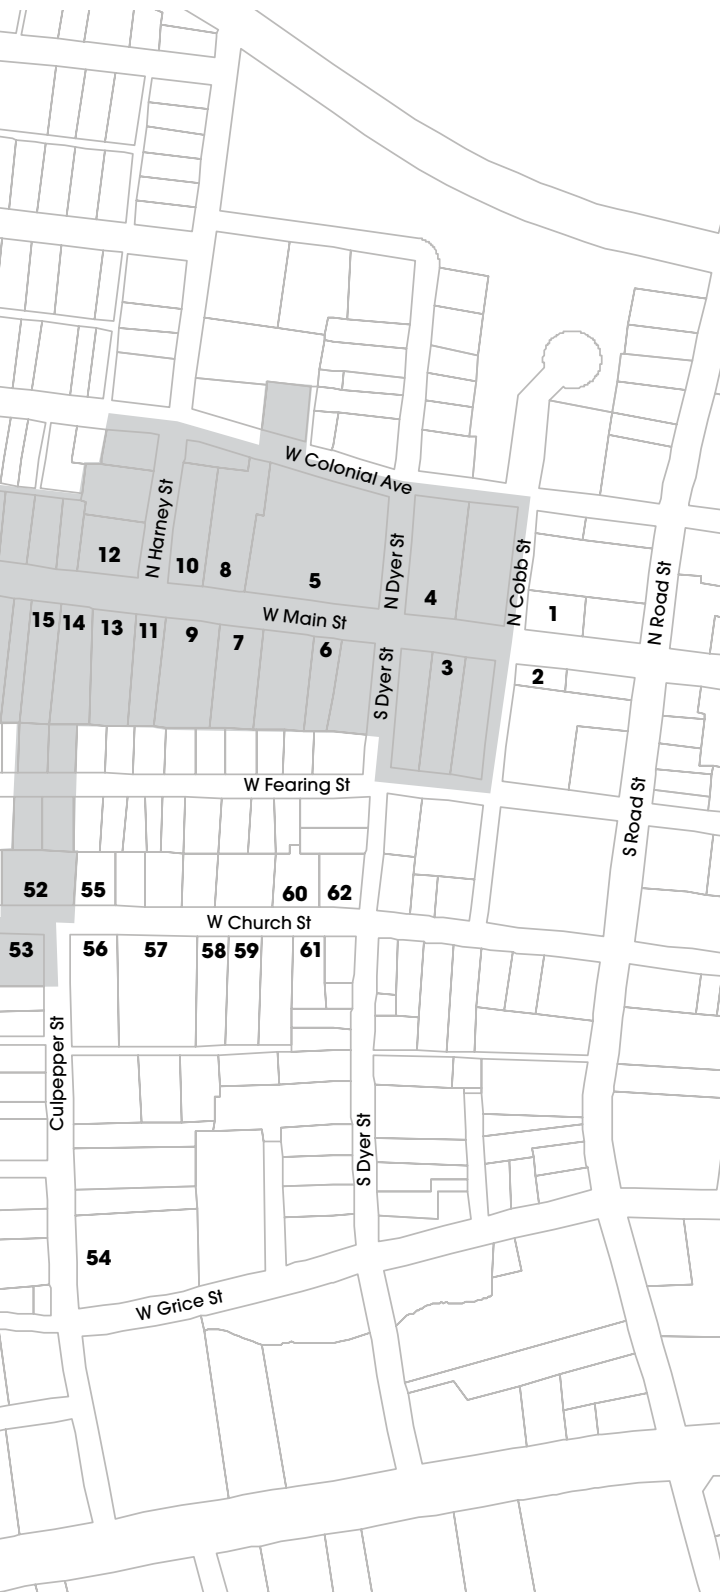 W Colonial Ave
N Harney St
N Dyer St
N Cobb St
N Road St
12
10
8
5
4
1
W Main St
15
14
13
11
9
7
6
3
2
S Dyer St
W Fearing St
S Road St
52
55
60
62
W Church St
53
56
57
58
59
61
Culpepper St
S Dyer St
54
W Grice St